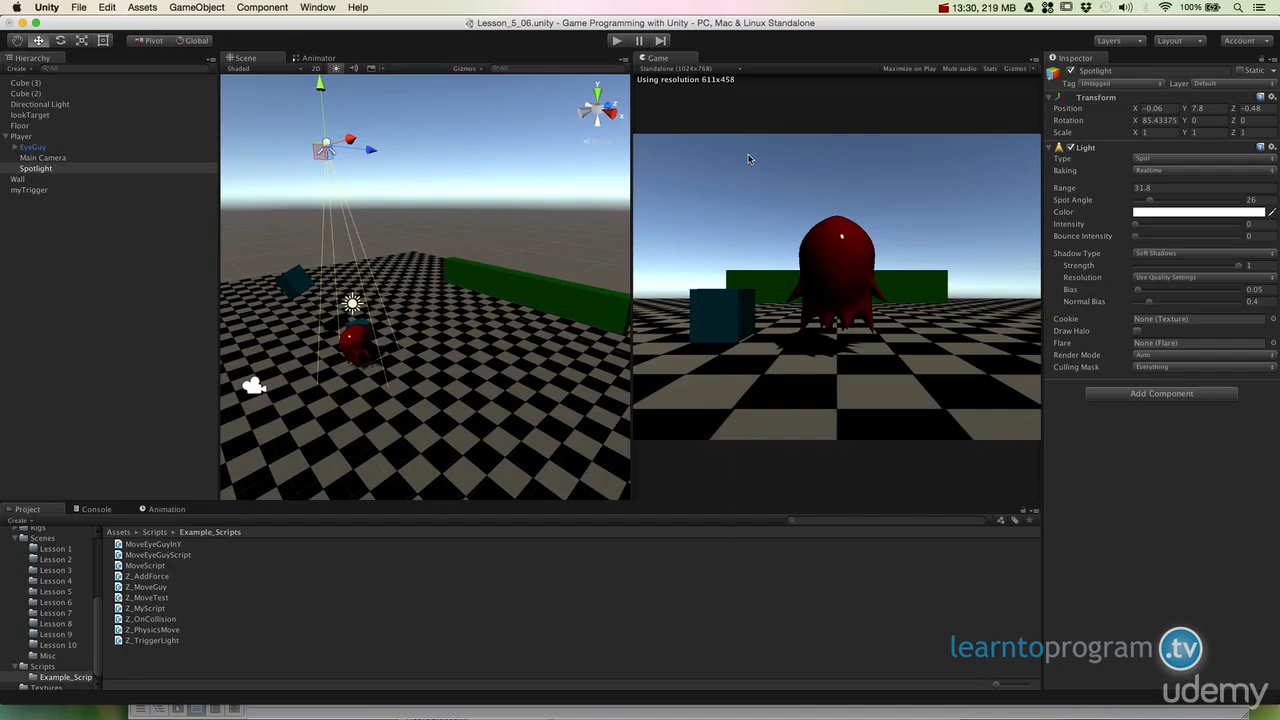 Unity File Edit Assets GameObject Component Window Help 13:30, 219 MB 100%
Lesson_5_06.unity - Game Programming with Unity - PC, Mac & Linux Standalone
Pivot Global Layers Layout Account
Hierarchy
Create All
Cube (3)
Cube (2)
Directional Light
lookTarget
Floor
Player
EyeGuy
Main Camera
Spotlight
Wall
myTrigger
Scene Animator
Shaded 2D Gizmos All
y
z
x
Persp
Game
Standalone (1024x768) Maximize on Play Mute audio Stats Gizmos
Using resolution 611x458
Inspector
Spotlight Static
Tag Untagged Layer Default
Transform
Position X -0.06 Y 7.8 Z -0.48
Rotation X 85.43375 Y 0 Z 0
Scale X 1 Y 1 Z 1
Light
Type Spot
Baking Realtime
Range 31.8
Spot Angle 26
Color
Intensity 0
Bounce Intensity 0
Shadow Type Soft Shadows
Strength 1
Resolution Use Quality Settings
Bias 0.05
Normal Bias 0.4
Cookie None (Texture)
Draw Halo
Flare None (Flare)
Render Mode Auto
Culling Mask Everything
Add Component
Project Console Animation
Create
Rigs
Scenes
Lesson 1
Lesson 2
Lesson 3
Lesson 4
Lesson 5
Lesson 6
Lesson 7
Lesson 8
Lesson 9
Lesson 10
Misc
Scripts
Example_Scrip
Textures
Assets Scripts Example_Scripts
MoveEyeGuyInY
MoveEyeGuyScript
MoveScript
Z_AddForce
Z_MoveGuy
Z_MoveTest
Z_MyScript
Z_OnCollision
Z_PhysicsMove
Z_TriggerLight
learntoprogram .tv
udemy